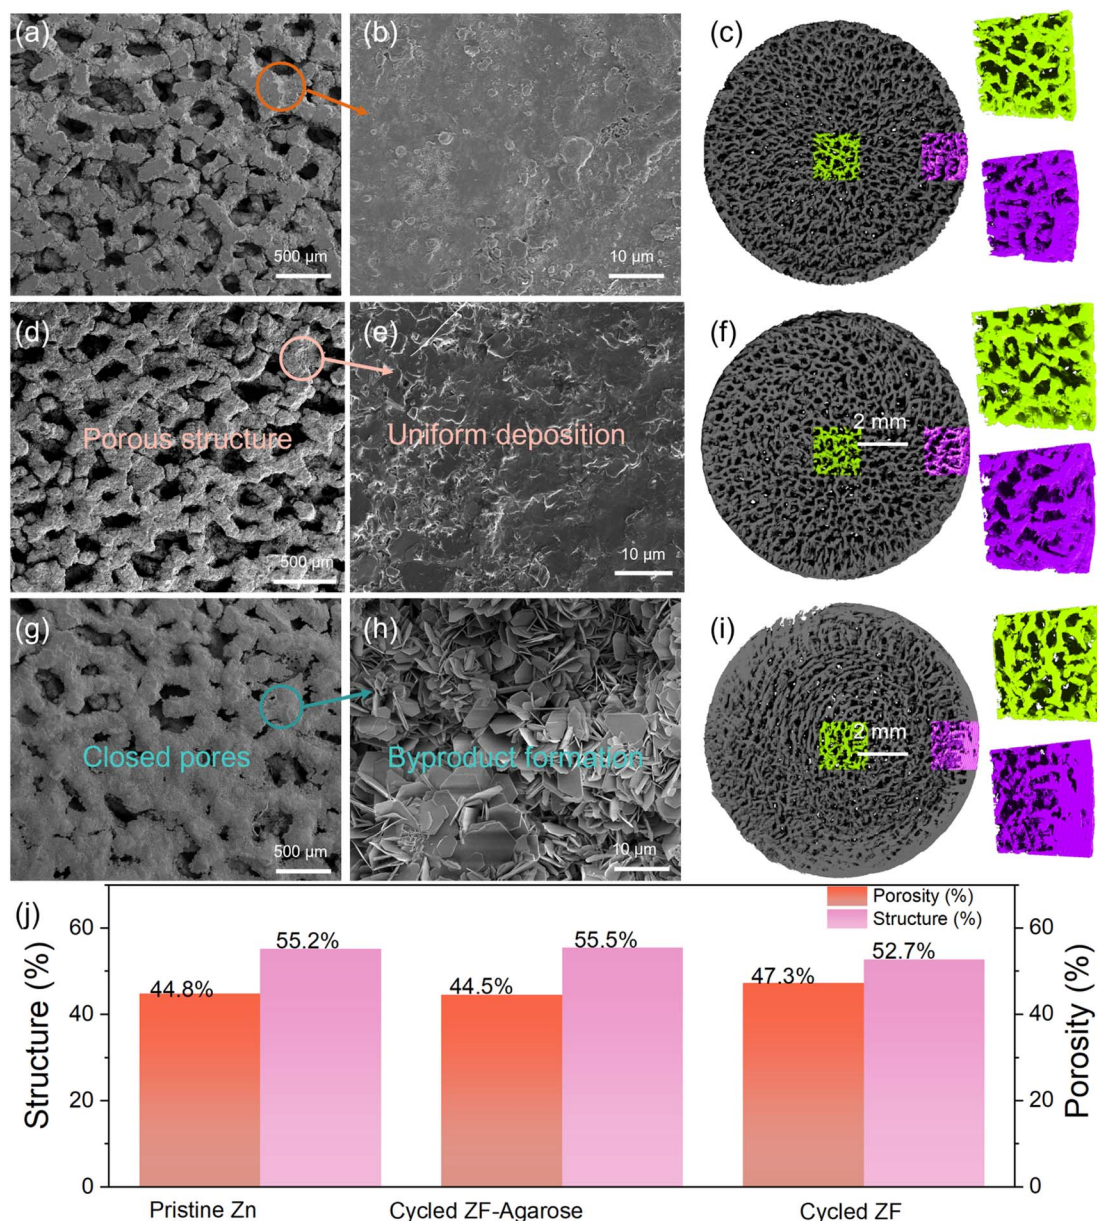 (a)
500 µm
(b)
10 µm
(c)
(d)
Porous structure
500 µm
(e)
Uniform deposition
10 µm
(f)
2 mm
(g)
Closed pores
500 µm
(h)
Byproduct formation
10 µm
(i)
2 mm
(j)
Porosity (%)
Structure (%)
Structure (%)
60
40
20
0
44.8%
55.2%
44.5%
55.5%
47.3%
52.7%
60
40
20
0
Porosity (%)
Pristine Zn
Cycled ZF-Agarose
Cycled ZF